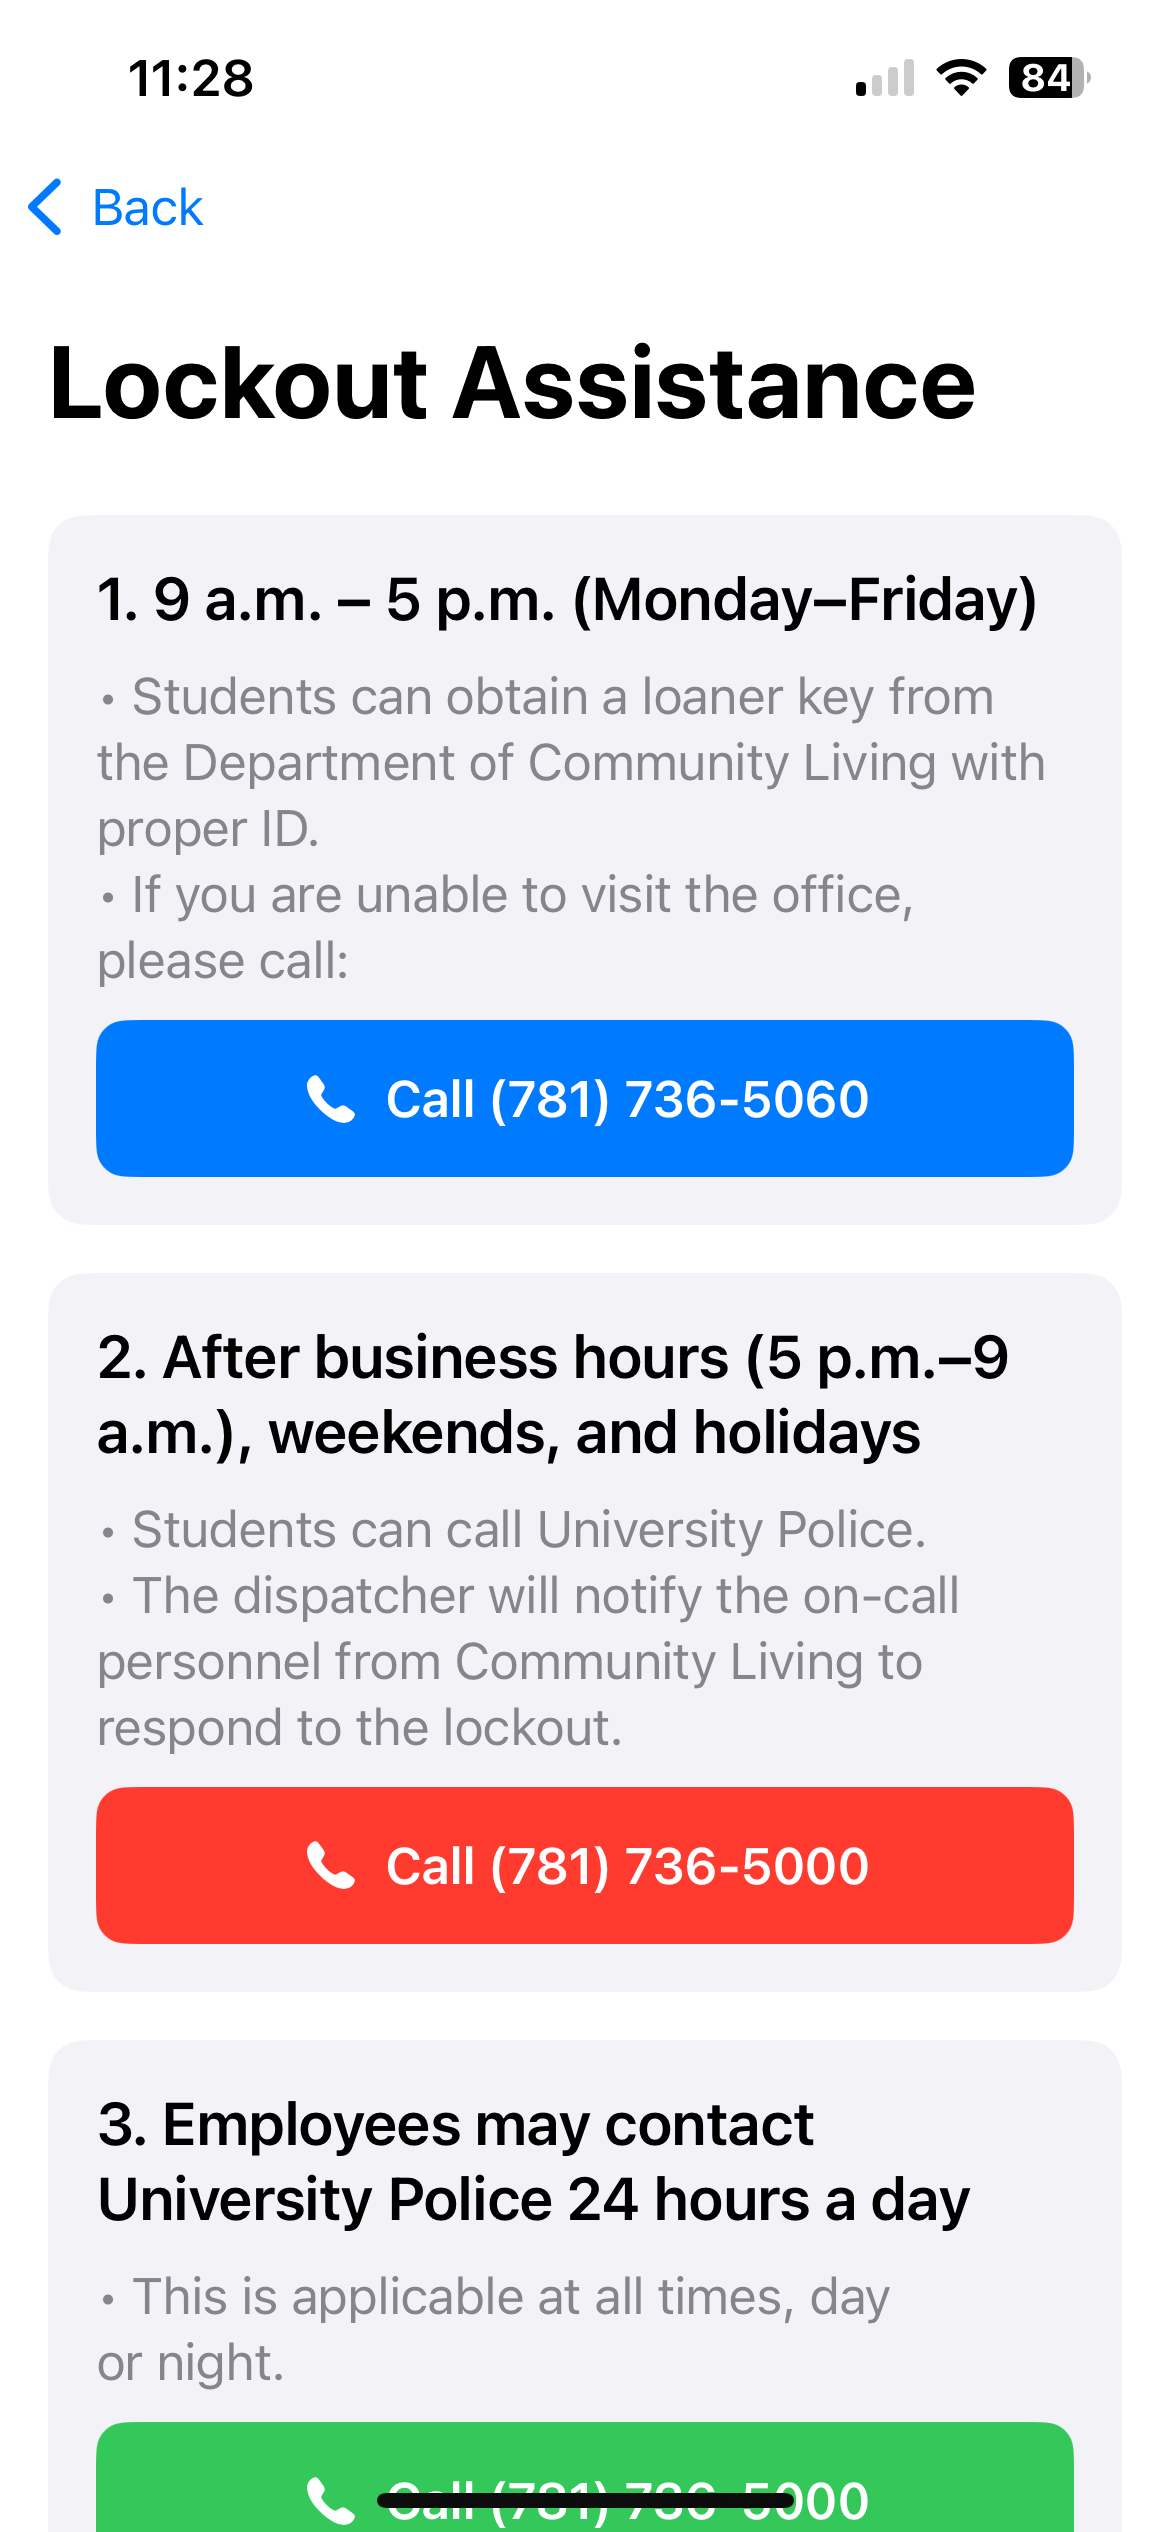 11:28
84
Back
Lockout Assistance
1. 9 a.m. – 5 p.m. (Monday–Friday)
• Students can obtain a loaner key from
the Department of Community Living with
proper ID.
• If you are unable to visit the office,
please call:
Call (781) 736-5060
2. After business hours (5 p.m.–9
a.m.), weekends, and holidays
• Students can call University Police.
• The dispatcher will notify the on-call
personnel from Community Living to
respond to the lockout.
Call (781) 736-5000
3. Employees may contact
University Police 24 hours a day
• This is applicable at all times, day
or night.
Call (781) 736-5000